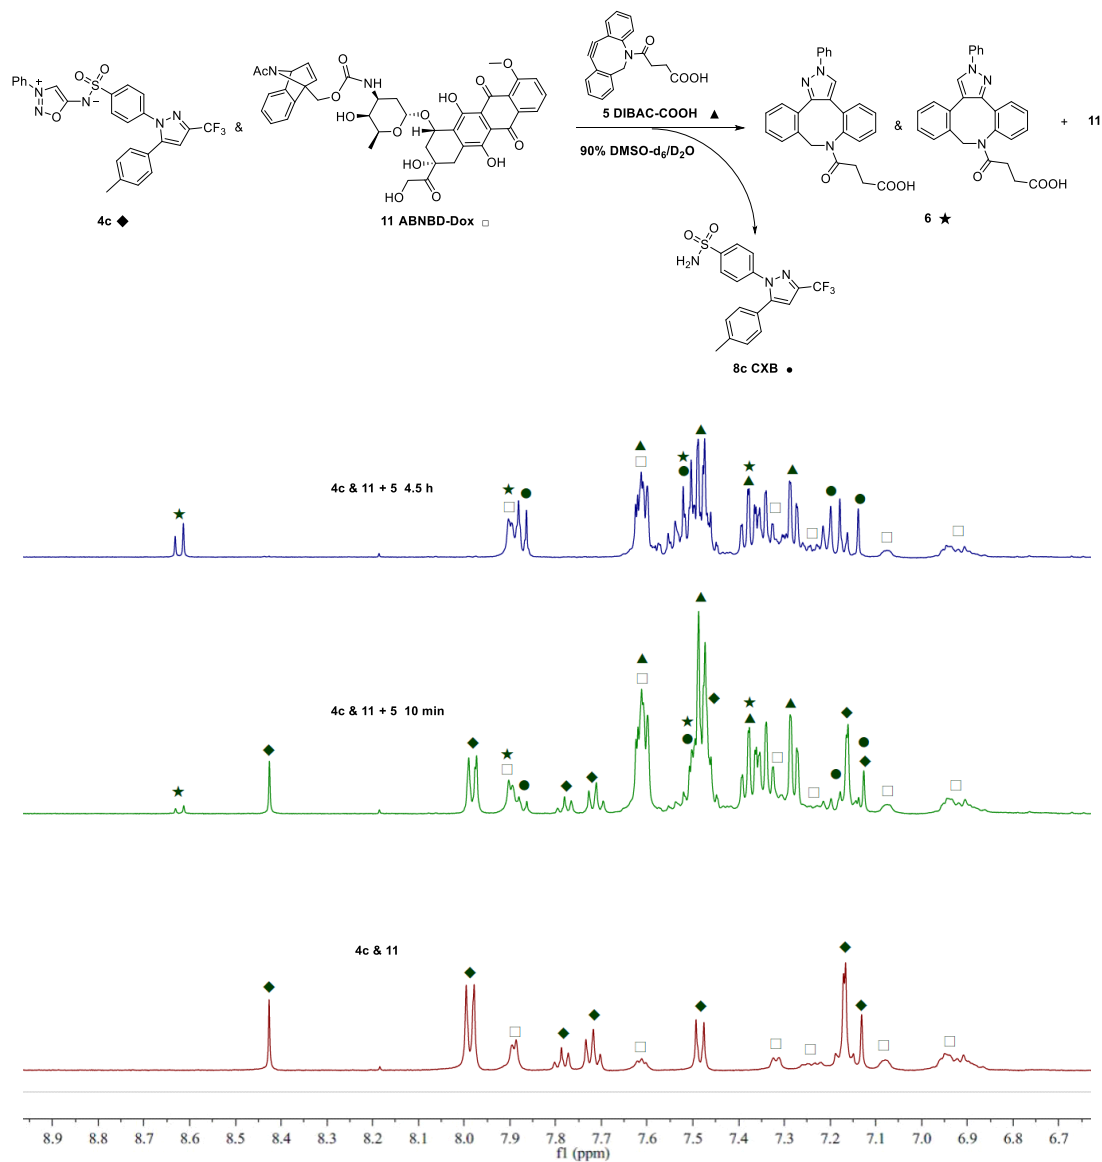 Ph
N
+
N
N
O
N
−
O
O
S
N
N
CF₃
4c ◆
&
AcN
O
O
NH
HO
O
O
H
OH
O
O
OH
O
HO
HO
O
11 ABNBD-Dox □
N
O
COOH
5 DIBAC-COOH ▲
90% DMSO-d₆/D₂O
Ph
N
N
N
O
COOH
&
Ph
N
N
N
O
COOH
+ 11
6 ★
O
O
S
H₂N
N
N
CF₃
8c CXB ●
4c & 11 + 5 4.5 h
4c & 11 + 5 10 min
4c & 11
8.9 8.8 8.7 8.6 8.5 8.4 8.3 8.2 8.1 8.0 7.9 7.8 7.7 7.6 7.5 7.4 7.3 7.2 7.1 7.0 6.9 6.8 6.7
f1 (ppm)